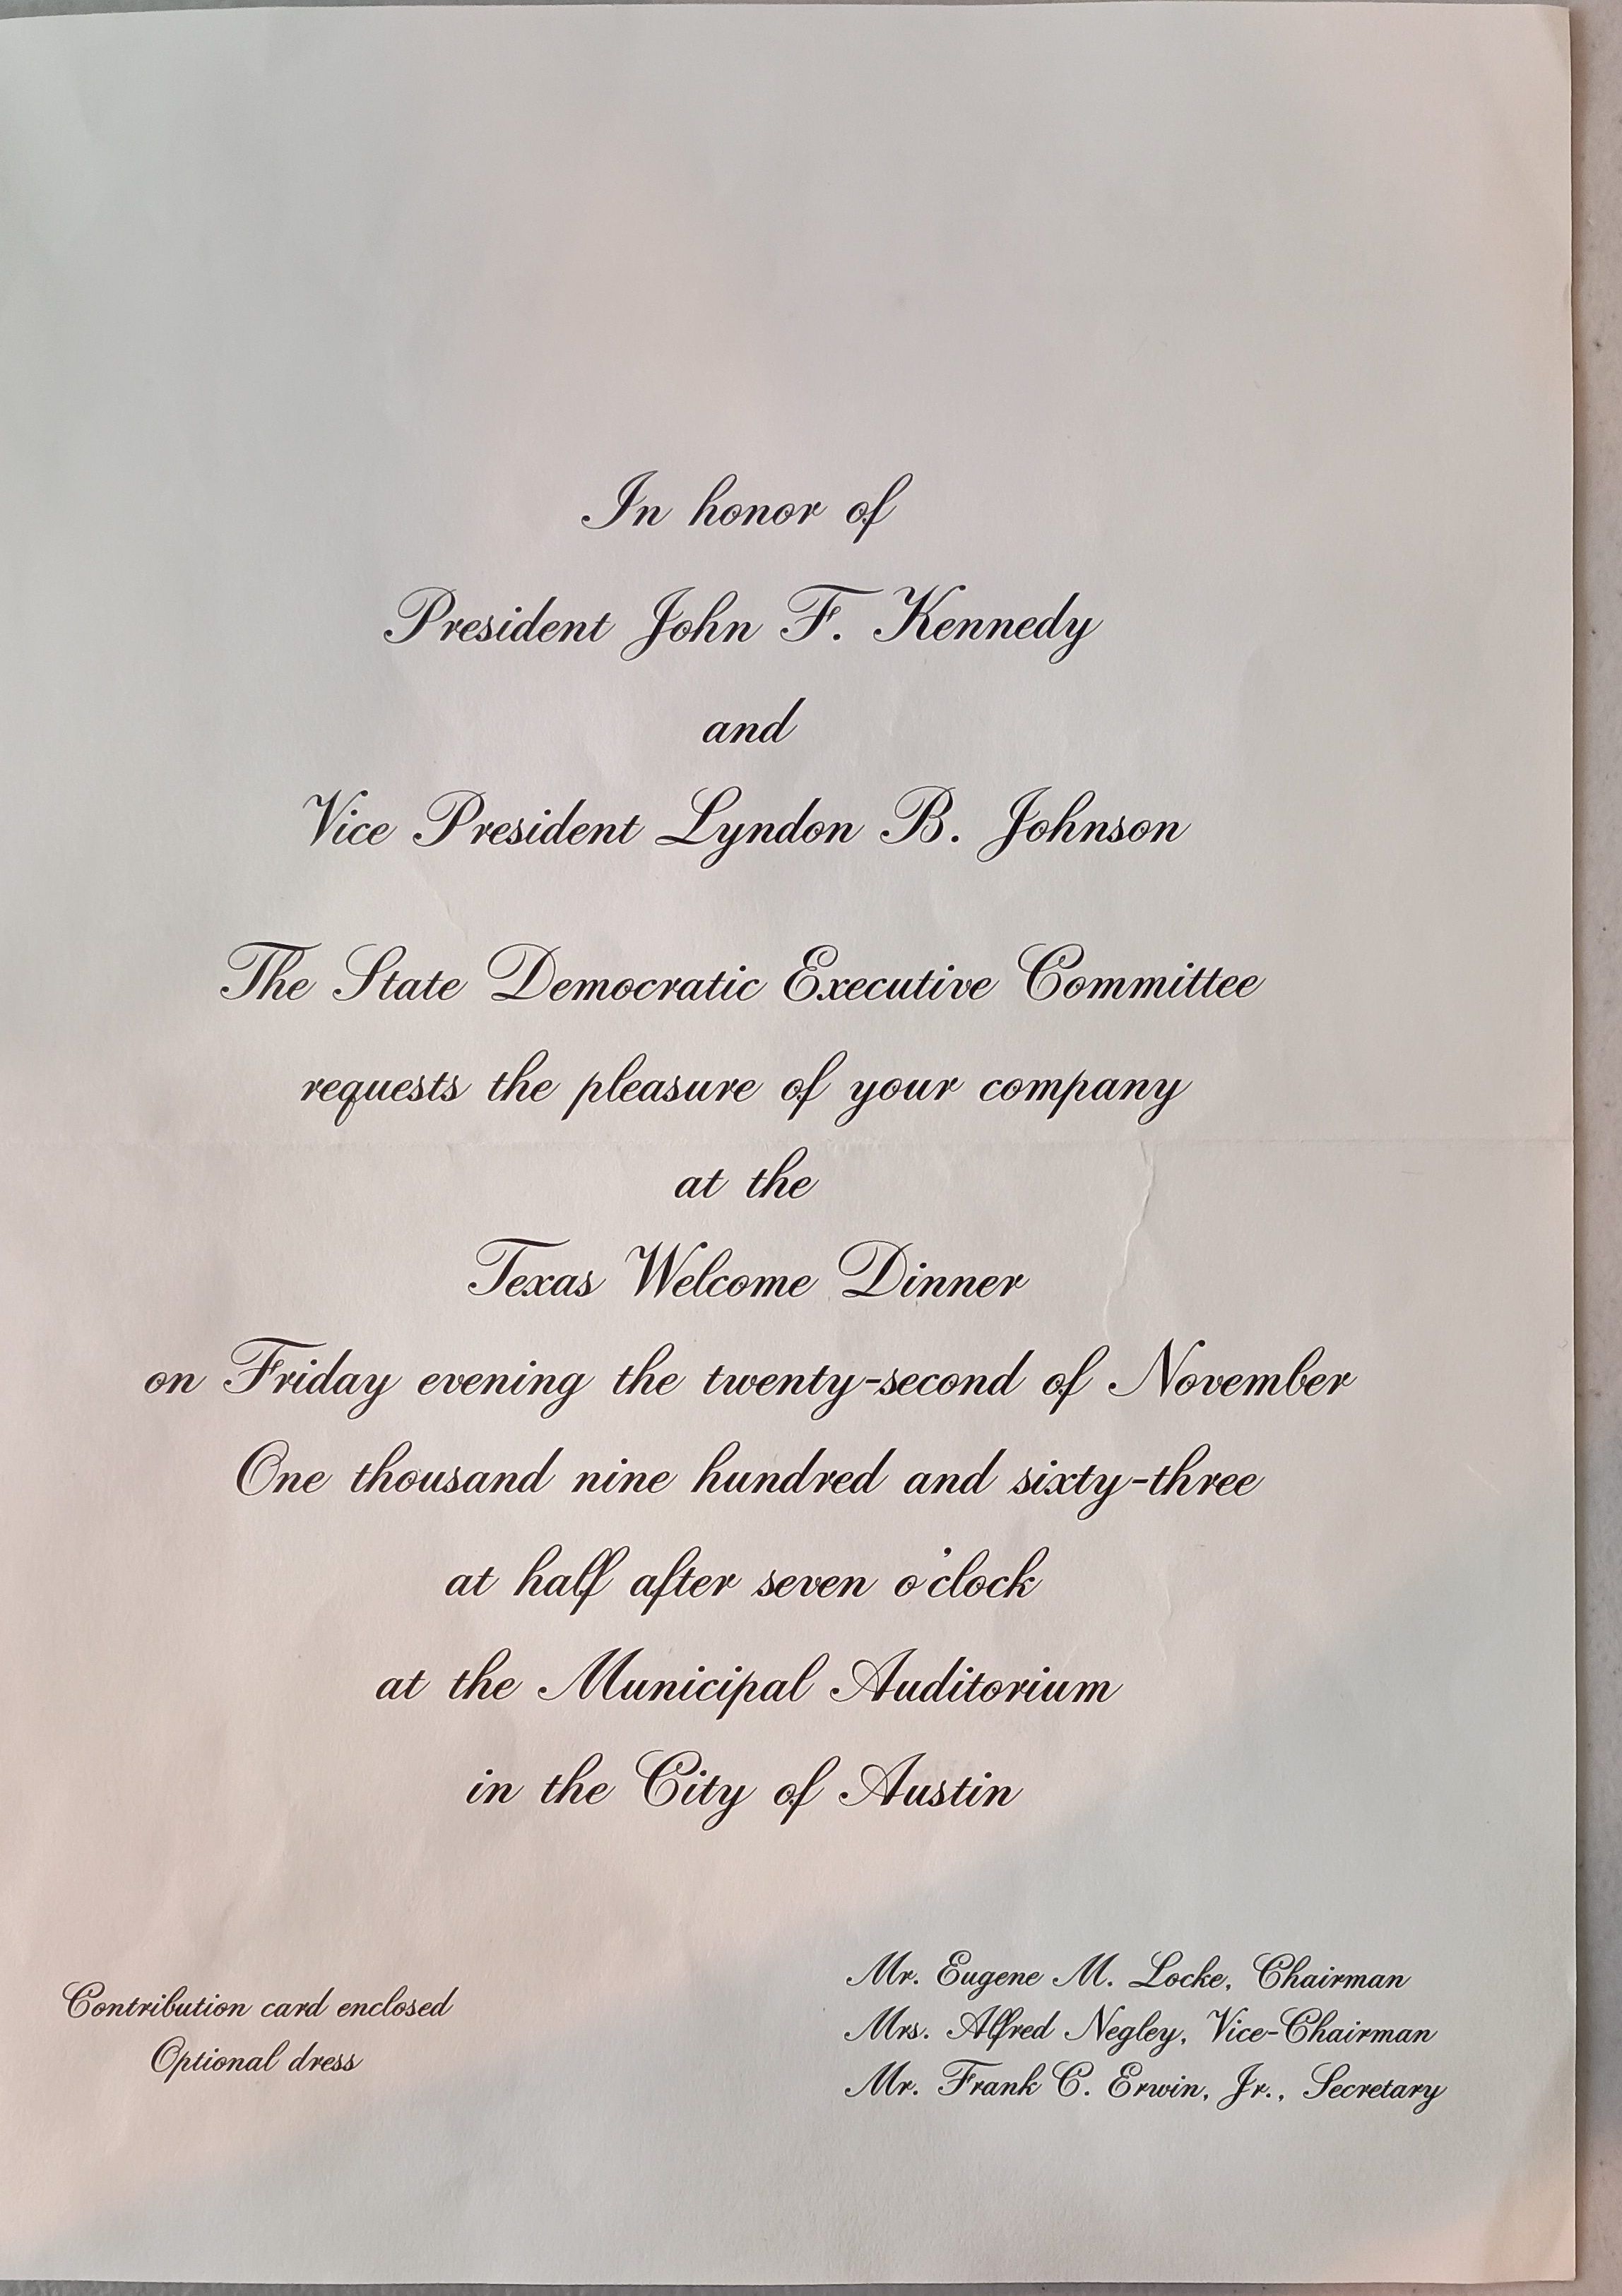 In honor of
President John F. Kennedy
and
Vice President Lyndon B. Johnson
The State Democratic Executive Committee
requests the pleasure of your company
at the
Texas Welcome Dinner
on Friday evening the twenty-second of November
One thousand nine hundred and sixty-three
at half after seven o'clock
at the Municipal Auditorium
in the City of Austin
Contribution card enclosed
Optional dress
Mr. Eugene M. Locke, Chairman
Mrs. Alfred Negley, Vice-Chairman
Mr. Frank C. Erwin, Jr., Secretary